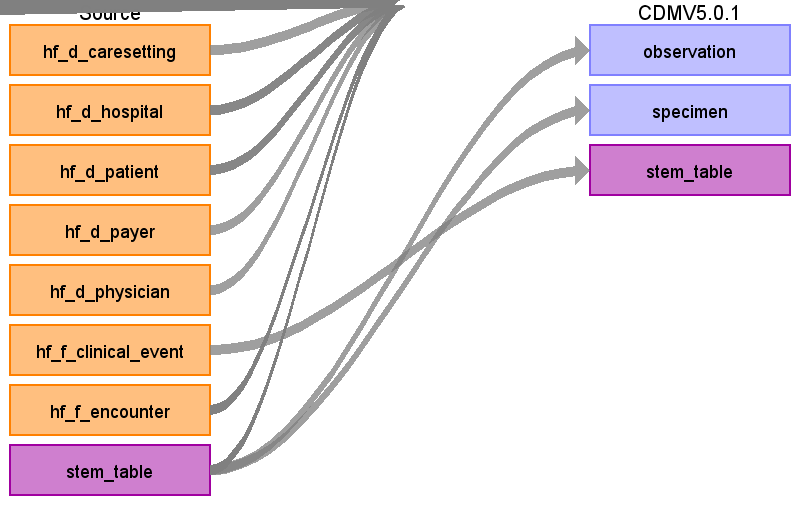 Source
CDMV5.0.1
hf_d_caresetting
observation
hf_d_hospital
specimen
hf_d_patient
stem_table
hf_d_payer
hf_d_physician
hf_f_clinical_event
hf_f_encounter
stem_table